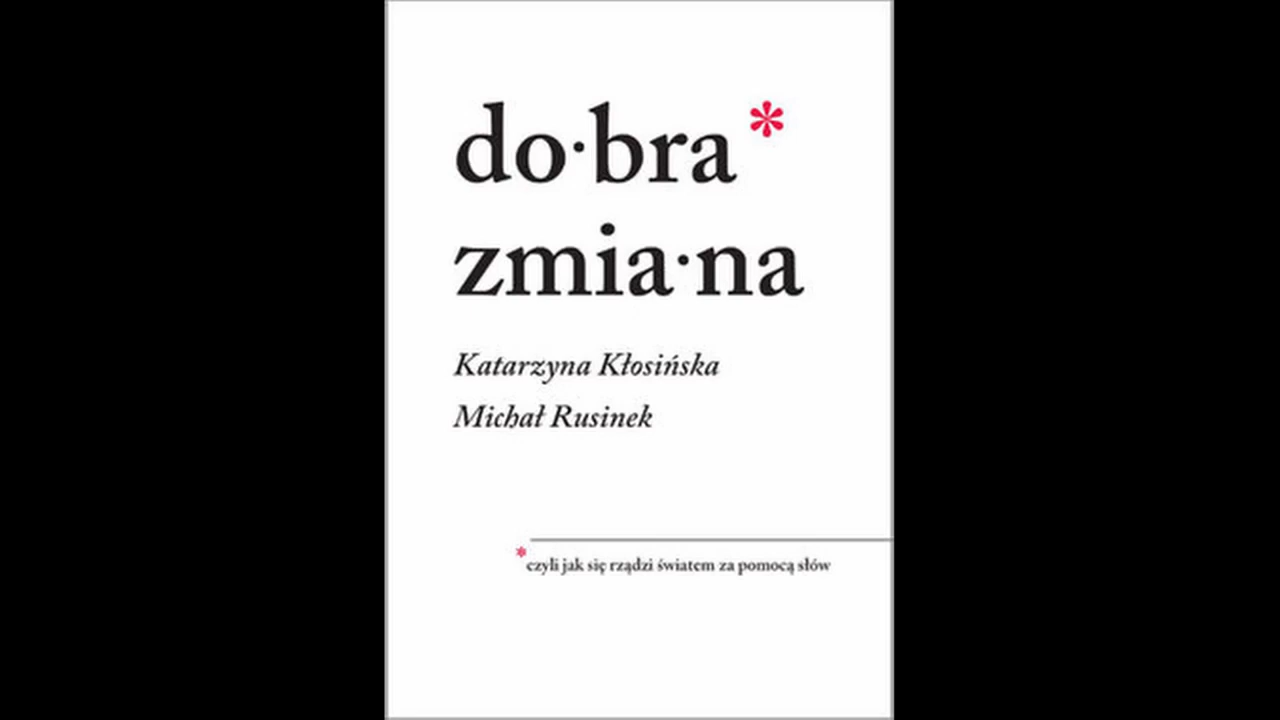 do·bra*
zmia·na
Katarzyna Kłosińska
Michał Rusinek
*czyli jak się rządzi światem za pomocą słów